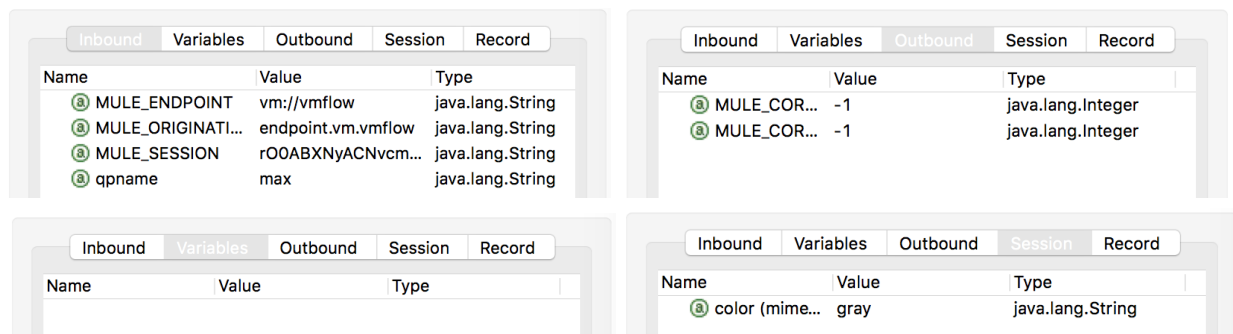 Inbound Variables Outbound Session Record
Name Value Type
MULE_ENDPOINT vm://vmflow java.lang.String
MULE_ORIGINATI... endpoint.vm.vmflow java.lang.String
MULE_SESSION rO0ABXNyACNvcm... java.lang.String
qpname max java.lang.String
Inbound Variables Outbound Session Record
Name Value Type
MULE_COR... -1 java.lang.Integer
MULE_COR... -1 java.lang.Integer
Inbound Variables Outbound Session Record
Name Value Type
Inbound Variables Outbound Session Record
Name Value Type
color (mime... gray java.lang.String